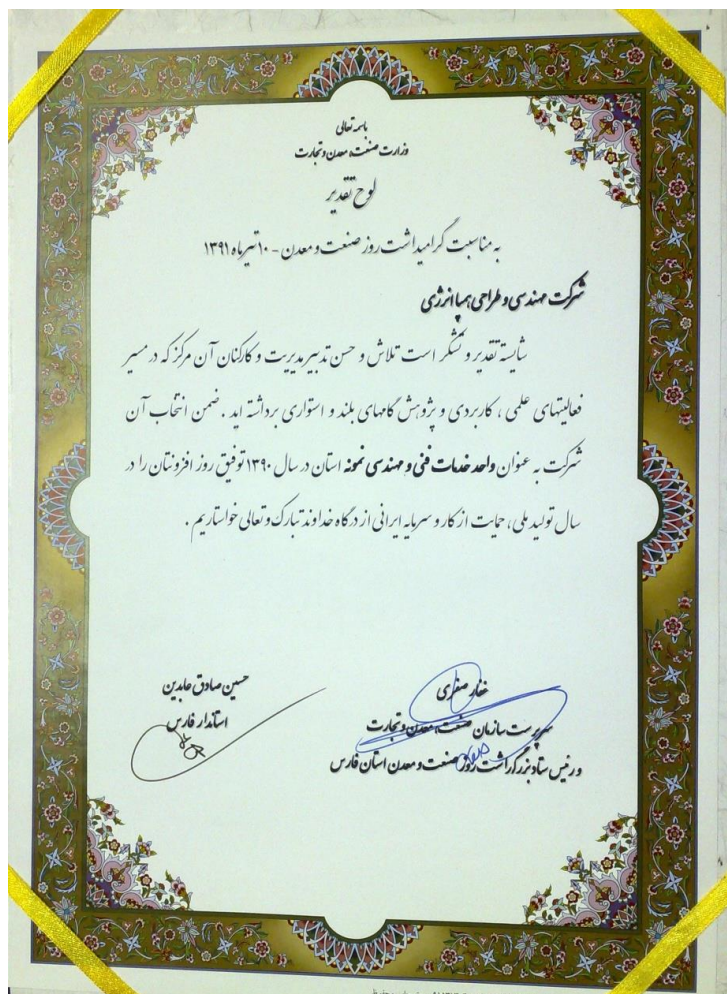 باسمه تعالی
وزارت صنعت، معدن و تجارت
لوح تقدیر
به مناسبت گرامیداشت روز صنعت و معدن - ۱۰ تیرماه ۱۳۹۱
شرکت مهندسی و طراحی همپا انرژی
شایسته تقدیر و تشکر است تلاش و حسن تدبیر مدیریت و کارکنان آن مرکز که در مسیر
فعالیتهای علمی ، کاربردی و پژوهش گامهای بلند و استواری برداشته اید . ضمن انتخاب آن
شرکت به عنوان واحد خدمات فنی و مهندسی نمونه استان در سال ۱۳۹۰ توفیق روز افزونتان را در
سال تولید ملی، حمایت از کار و سرمایه ایرانی از درگاه خداوند تبارک و تعالی خواستاریم .
غفار صفری
سرپرست سازمان صنعت، معدن و تجارت
و رئیس ستاد بزرگداشت روز صنعت و معدن استان فارس
حسین صادق عابدین
استاندار فارس